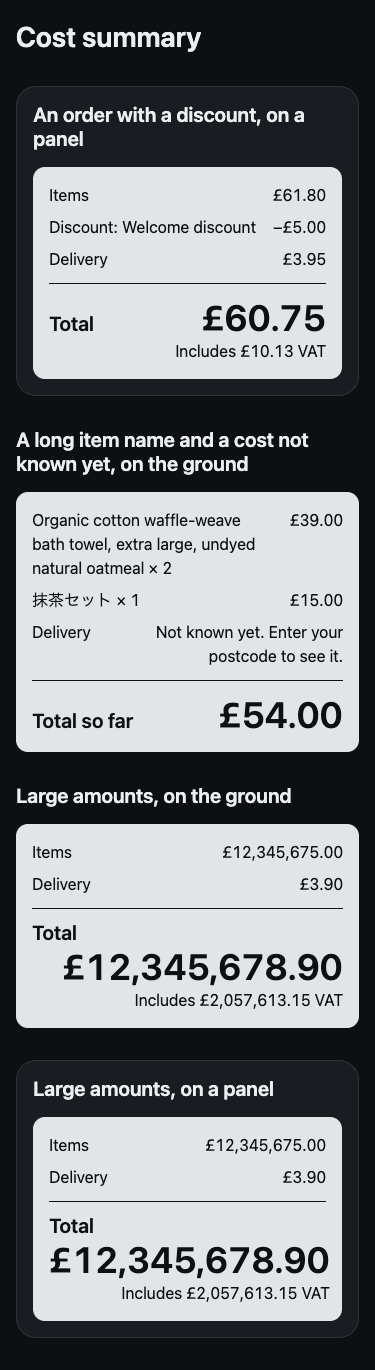 Cost summary
An order with a discount, on a
panel
Items £61.80
Discount: Welcome discount −£5.00
Delivery £3.95
Total £60.75
Includes £10.13 VAT
A long item name and a cost not
known yet, on the ground
Organic cotton waffle-weave £39.00
bath towel, extra large, undyed
natural oatmeal × 2
抹茶セット × 1 £15.00
Delivery Not known yet. Enter your
postcode to see it.
Total so far £54.00
Large amounts, on the ground
Items £12,345,675.00
Delivery £3.90
Total
£12,345,678.90
Includes £2,057,613.15 VAT
Large amounts, on a panel
Items £12,345,675.00
Delivery £3.90
Total
£12,345,678.90
Includes £2,057,613.15 VAT